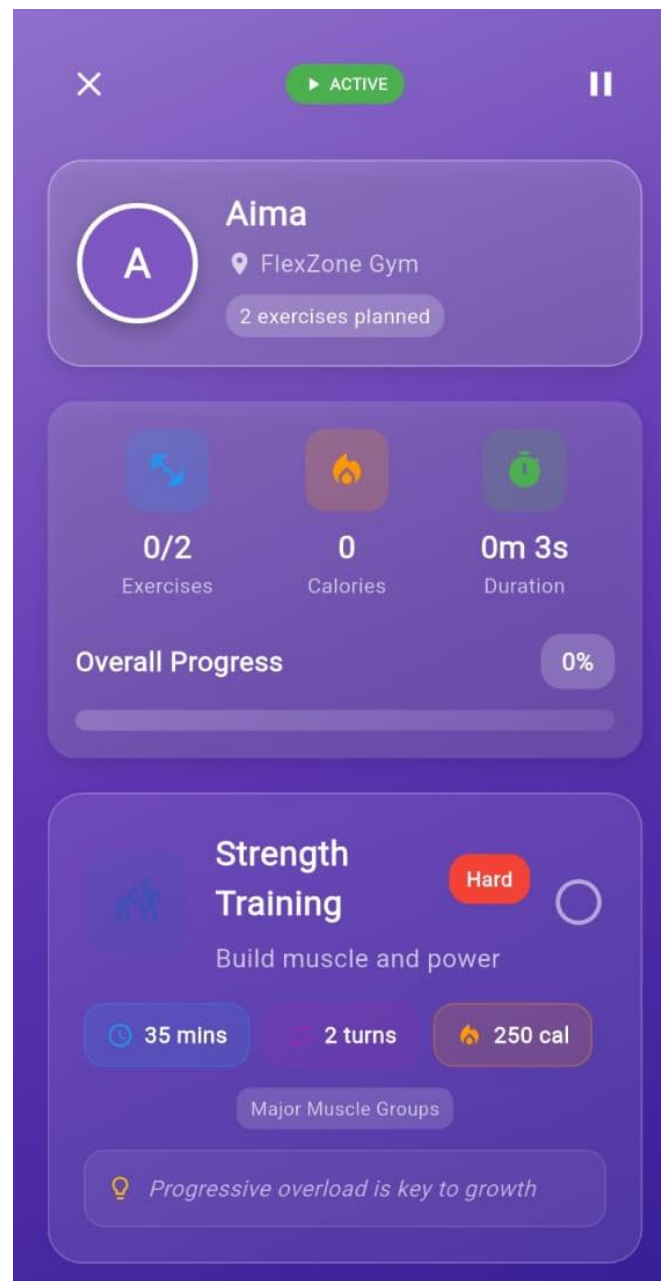 ACTIVE
Aima
A
FlexZone Gym
2 exercises planned
0/2
0
0m 3s
Exercises
Calories
Duration
Overall Progress
0%
Strength
Training
Hard
Build muscle and power
35 mins
2 turns
250 cal
Major Muscle Groups
Progressive overload is key to growth